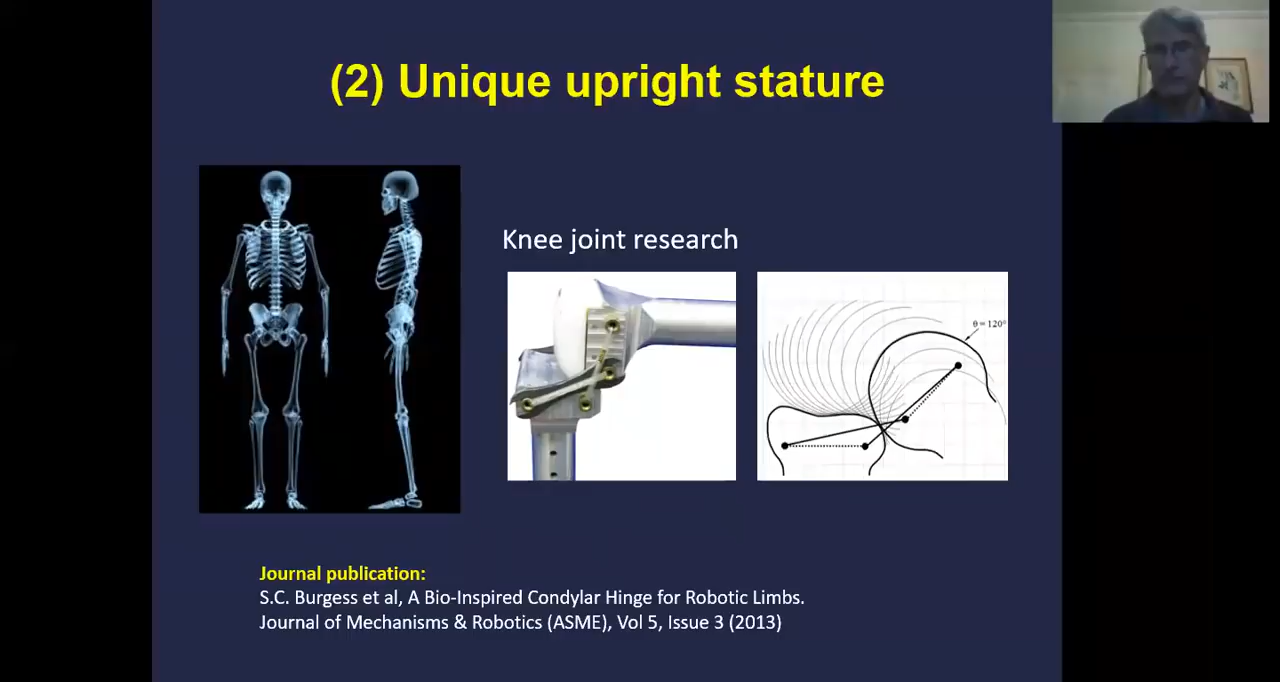 (2) Unique upright stature
Knee joint research
θ = 120°
Journal publication:
S.C. Burgess et al, A Bio-Inspired Condylar Hinge for Robotic Limbs.
Journal of Mechanisms & Robotics (ASME), Vol 5, Issue 3 (2013)